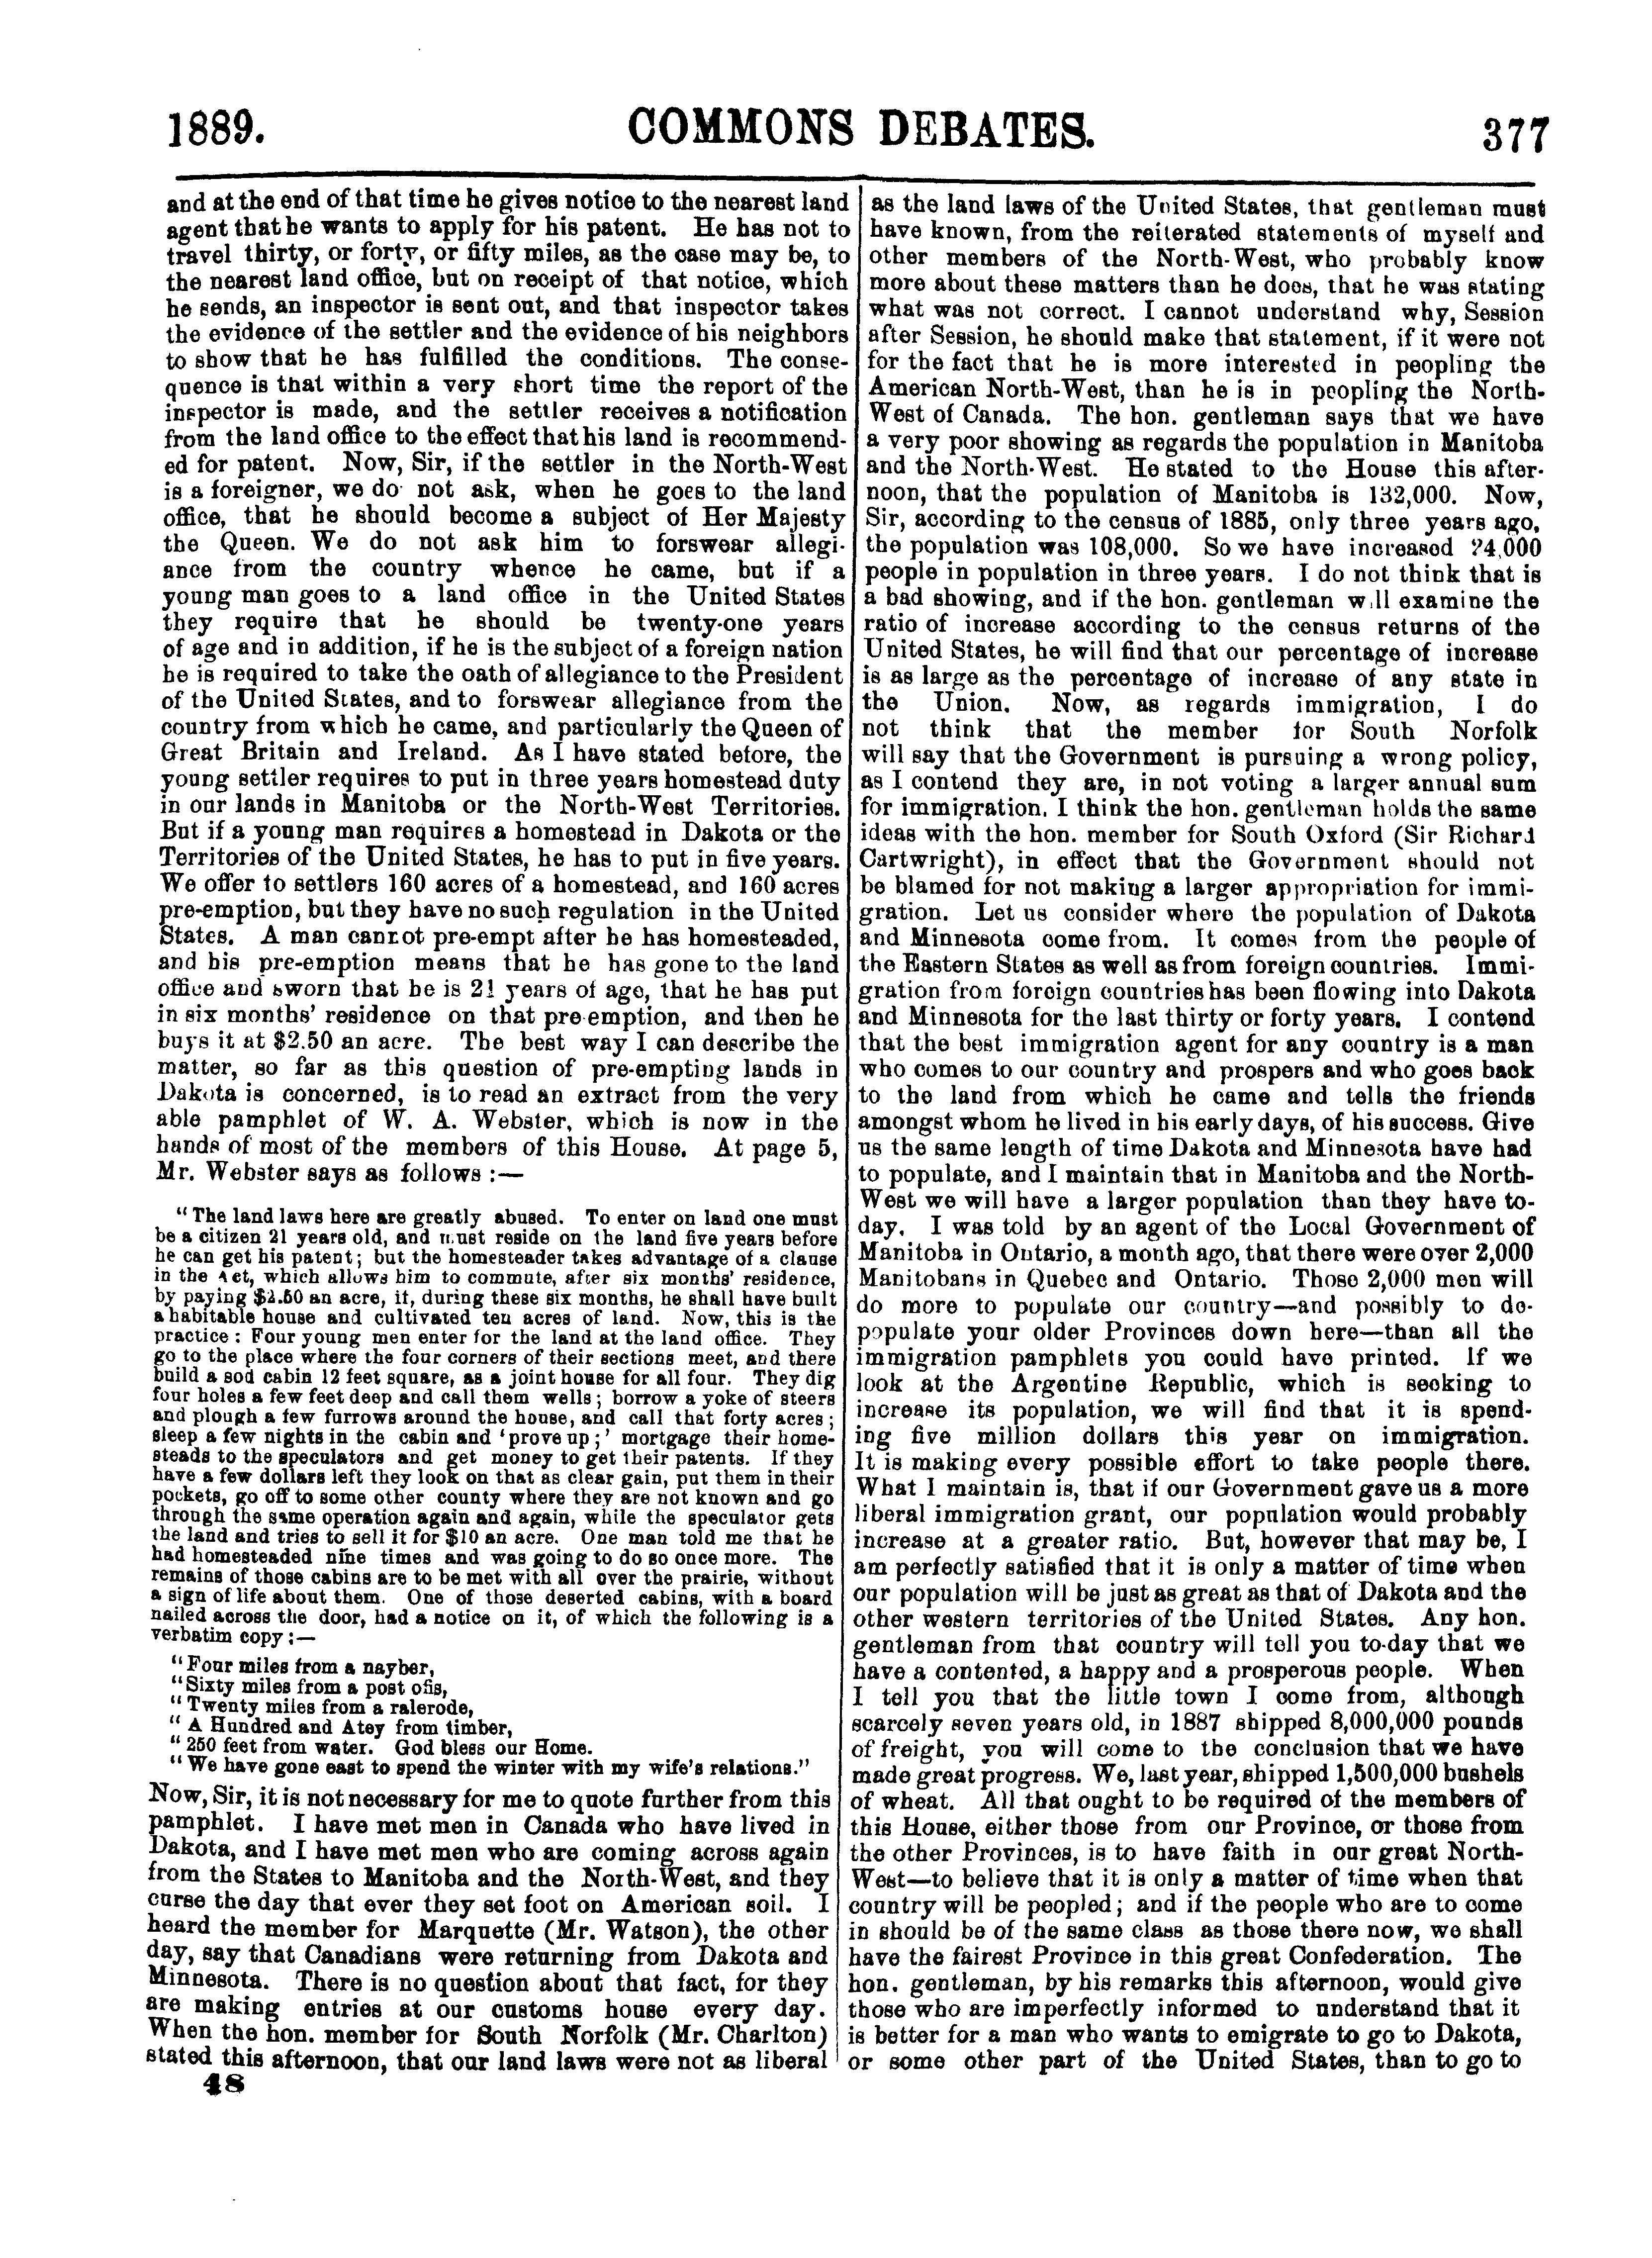 1889.
COMMONS DEBATES.
377
and at the end of that time he gives notice to the nearest land
agent that he wants to apply for his patent. He has not to
travel thirty, or forty, or fifty miles, as the case may be, to
the nearest land office, but on receipt of that notice, which
he sends, an inspector is sent out, and that inspector takes
the evidence of the settler and the evidence of his neighbors
to show that he has fulfilled the conditions. The conse-
quence is that within a very short time the report of the
inspector is made, and the settler receives a notification
from the land office to the effect that his land is recommend-
ed for patent. Now, Sir, if the settler in the North-West
is a foreigner, we do not ask, when he goes to the land
office, that he should become a subject of Her Majesty
the Queen. We do not ask him to forswear allegi-
ance from the country whence he came, but if a
young man goes to a land office in the United States
they require that he should be twenty-one years
of age and in addition, if he is the subject of a foreign nation
he is required to take the oath of allegiance to the President
of the United States, and to forswear allegiance from the
country from which he came, and particularly the Queen of
Great Britain and Ireland. As I have stated before, the
young settler requires to put in three years homestead duty
in our lands in Manitoba or the North-West Territories.
But if a young man requires a homestead in Dakota or the
Territories of the United States, he has to put in five years.
We offer to settlers 160 acres of a homestead, and 160 acres
pre-emption, but they have no such regulation in the United
States. A man cannot pre-empt after he has homesteaded,
and his pre-emption means that he has gone to the land
office and sworn that he is 21 years of age, that he has put
in six months' residence on that pre-emption, and then he
buys it at $2.50 an acre. The best way I can describe the
matter, so far as this question of pre-empting lands in
Dakota is concerned, is to read an extract from the very
able pamphlet of W. A. Webster, which is now in the
hands of most of the members of this House. At page 5,
Mr. Webster says as follows :—
"The land laws here are greatly abused. To enter on land one must
be a citizen 21 years old, and must reside on the land five years before
he can get his patent; but the homesteader takes advantage of a clause
in the Act, which allows him to commute, after six months' residence,
by paying $2.50 an acre, it, during these six months, he shall have built
a habitable house and cultivated ten acres of land. Now, this is the
practice : Four young men enter for the land at the land office. They
go to the place where the four corners of their sections meet, and there
build a sod cabin 12 feet square, as a joint house for all four. They dig
four holes a few feet deep and call them wells ; borrow a yoke of steers
and plough a few furrows around the house, and call that forty acres ;
sleep a few nights in the cabin and 'prove up ;' mortgage their home-
steads to the speculators and get money to get their patents. If they
have a few dollars left they look on that as clear gain, put them in their
pockets, go off to some other county where they are not known and go
through the same operation again and again, while the speculator gets
the land and tries to sell it for $10 an acre. One man told me that he
had homesteaded nine times and was going to do so once more. The
remains of those cabins are to be met with all over the prairie, without
a sign of life about them. One of those deserted cabins, with a board
nailed across the door, had a notice on it, of which the following is a
verbatim copy :—
"Four miles from a nayber,
"Sixty miles from a post ofis,
"Twenty miles from a ralerode,
"A Hundred and Atey from timber,
"250 feet from water. God bless our Home.
"We have gone east to spend the winter with my wife's relations."
Now, Sir, it is not necessary for me to quote further from this
pamphlet. I have met men in Canada who have lived in
Dakota, and I have met men who are coming across again
from the States to Manitoba and the North-West, and they
curse the day that ever they set foot on American soil. I
heard the member for Marquette (Mr. Watson), the other
day, say that Canadians were returning from Dakota and
Minnesota. There is no question about that fact, for they
are making entries at our customs house every day.
When the hon. member for South Norfolk (Mr. Charlton)
stated this afternoon, that our land laws were not as liberal
48
as the land laws of the United States, that gentleman must
have known, from the reiterated statements of myself and
other members of the North-West, who probably know
more about these matters than he does, that he was stating
what was not correct. I cannot understand why, Session
after Session, he should make that statement, if it were not
for the fact that he is more interested in peopling the
American North-West, than he is in peopling the North-
West of Canada. The hon. gentleman says that we have
a very poor showing as regards the population in Manitoba
and the North-West. He stated to the House this after-
noon, that the population of Manitoba is 132,000. Now,
Sir, according to the census of 1885, only three years ago,
the population was 108,000. So we have increased 24,000
people in population in three years. I do not think that is
a bad showing, and if the hon. gentleman will examine the
ratio of increase according to the census returns of the
United States, he will find that our percentage of increase
is as large as the percentage of increase of any state in
the Union. Now, as regards immigration, I do
not think that the member for South Norfolk
will say that the Government is pursuing a wrong policy,
as I contend they are, in not voting a larger annual sum
for immigration. I think the hon. gentleman holds the same
ideas with the hon. member for South Oxford (Sir Richard
Cartwright), in effect that the Government should not
be blamed for not making a larger appropriation for immi-
gration. Let us consider where the population of Dakota
and Minnesota come from. It comes from the people of
the Eastern States as well as from foreign countries. Immi-
gration from foreign countries has been flowing into Dakota
and Minnesota for the last thirty or forty years. I contend
that the best immigration agent for any country is a man
who comes to our country and prospers and who goes back
to the land from which he came and tells the friends
amongst whom he lived in his early days, of his success. Give
us the same length of time Dakota and Minnesota have had
to populate, and I maintain that in Manitoba and the North-
West we will have a larger population than they have to-
day. I was told by an agent of the Local Government of
Manitoba in Ontario, a month ago, that there were over 2,000
Manitobans in Quebec and Ontario. Those 2,000 men will
do more to populate our country—and possibly to de-
populate your older Provinces down here—than all the
immigration pamphlets you could have printed. If we
look at the Argentine Republic, which is seeking to
increase its population, we will find that it is spend-
ing five million dollars this year on immigration.
It is making every possible effort to take people there.
What I maintain is, that if our Government gave us a more
liberal immigration grant, our population would probably
increase at a greater ratio. But, however that may be, I
am perfectly satisfied that it is only a matter of time when
our population will be just as great as that of Dakota and the
other western territories of the United States. Any hon.
gentleman from that country will tell you to-day that we
have a contented, a happy and a prosperous people. When
I tell you that the little town I come from, although
scarcely seven years old, in 1887 shipped 8,000,000 pounds
of freight, you will come to the conclusion that we have
made great progress. We, last year, shipped 1,500,000 bushels
of wheat. All that ought to be required of the members of
this House, either those from our Province, or those from
the other Provinces, is to have faith in our great North-
West—to believe that it is only a matter of time when that
country will be peopled ; and if the people who are to come
in should be of the same class as those there now, we shall
have the fairest Province in this great Confederation. The
hon. gentleman, by his remarks this afternoon, would give
those who are imperfectly informed to understand that it
is better for a man who wants to emigrate to go to Dakota,
or some other part of the United States, than to go to